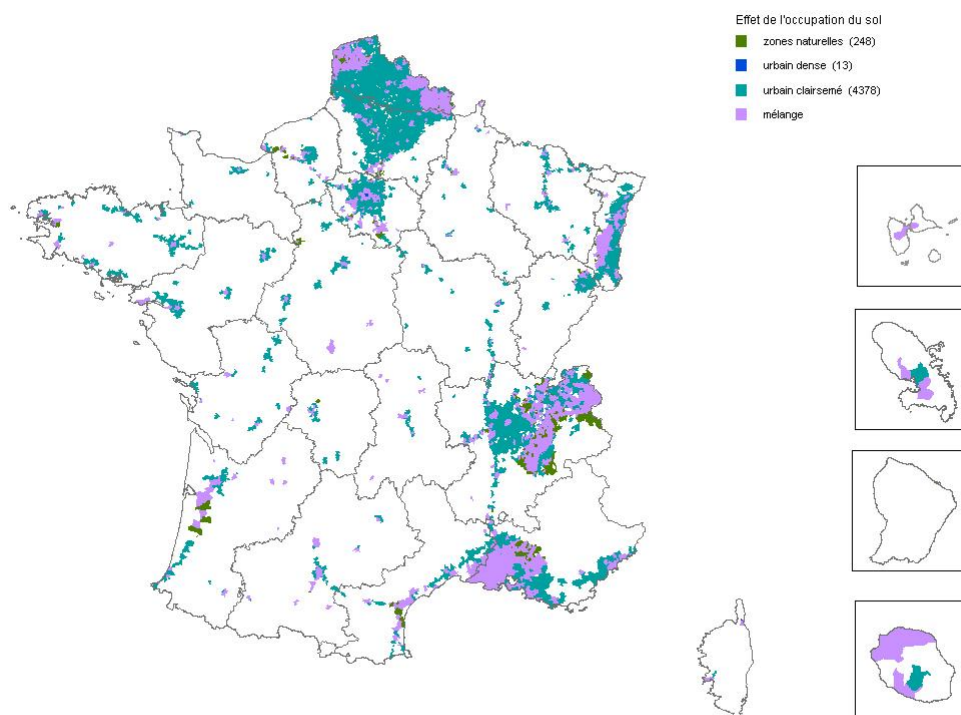 Effet de l'occupation du sol
zones naturelles (248)
urbain dense (13)
urbain clairsemé (4378)
mélange